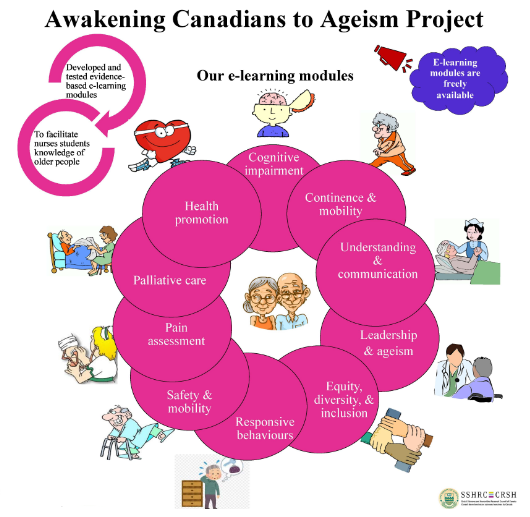 Awakening Canadians to Ageism Project
Developed and
tested evidence-
based e-learning
modules
To facilitate
nurses students
knowledge of
older people
Our e-learning modules
E-learning
modules are
freely
available
Cognitive
impairment
Continence &
mobility
Understanding
&
communication
Leadership
& ageism
Equity,
diversity, &
inclusion
Responsive
behaviours
Safety &
mobility
Pain
assessment
Palliative care
Health
promotion
SSHRC CRSH